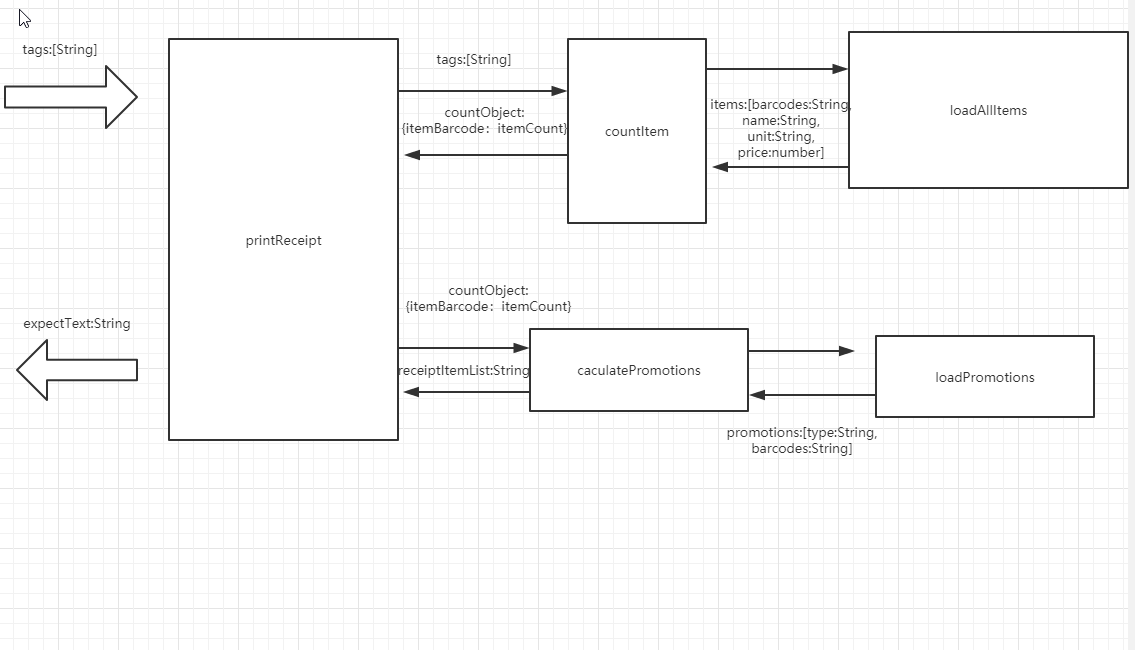 tags:[String]
tags:[String]
countObject:
{itemBarcode：itemCount}
countItem
items:[barcodes:String,
name:String,
unit:String,
price:number]
loadAllItems
printReceipt
countObject:
{itemBarcode：itemCount}
expectText:String
receiptItemList:String
caculatePromotions
loadPromotions
promotions:[type:String,
barcodes:String]